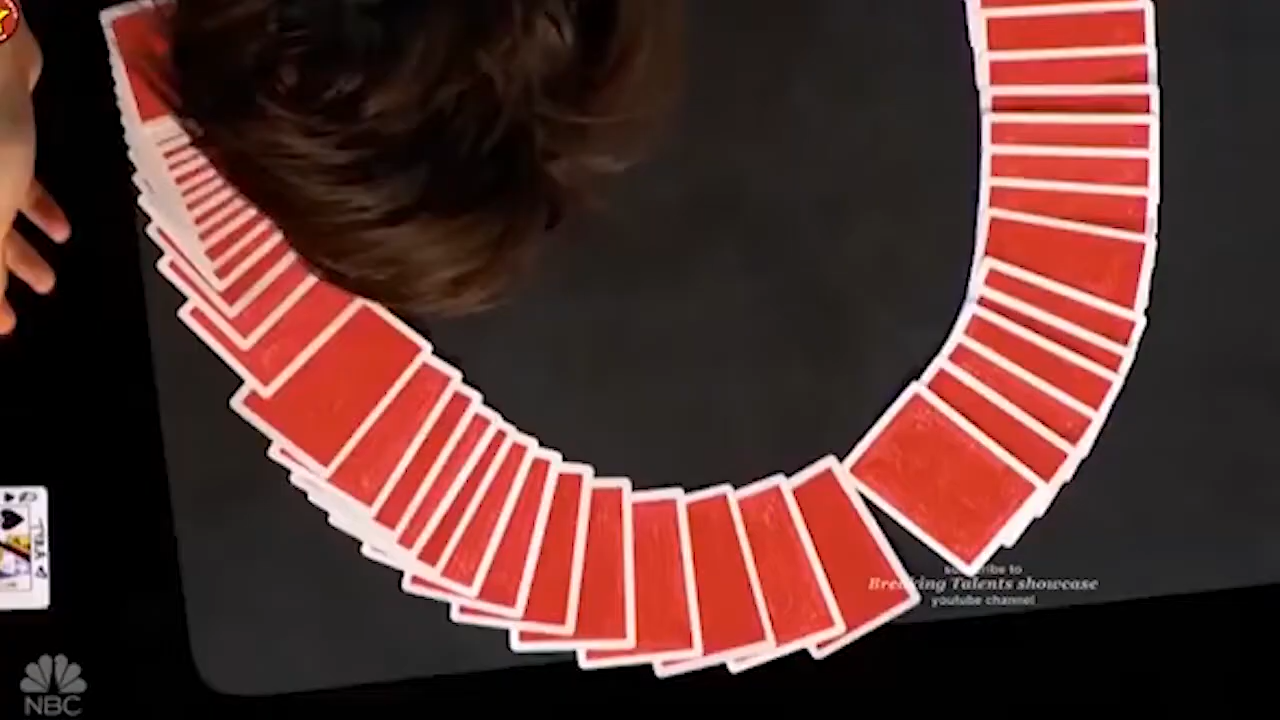 subscribe to
Breaking Talents showcase
youtube channel
NBC